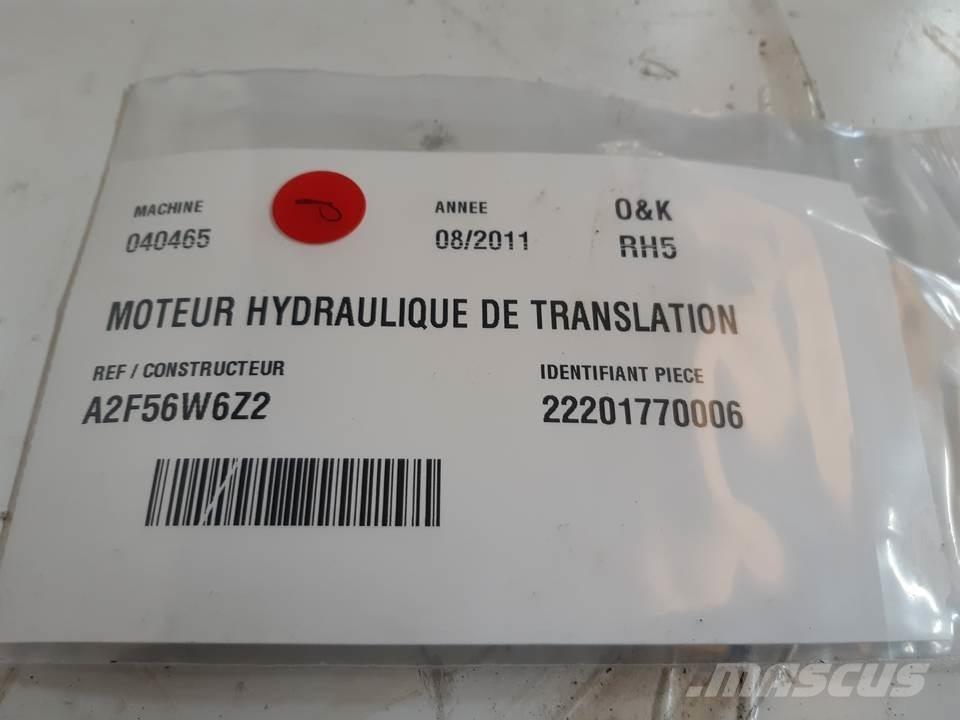 MACHINE
040465
ANNEE
08/2011
O&K
RH5
MOTEUR HYDRAULIQUE DE TRANSLATION
REF / CONSTRUCTEUR
A2F56W6Z2
IDENTIFIANT PIECE
22201770006
.MASCUS